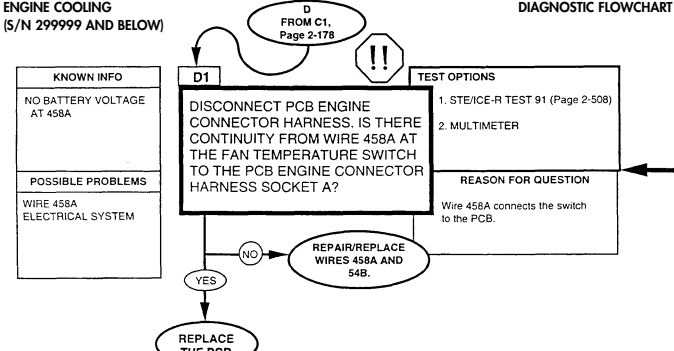 ENGINE COOLING
(S/N 299999 AND BELOW)
DIAGNOSTIC FLOWCHART
D
FROM C1,
Page 2-178
!!
KNOWN INFO
NO BATTERY VOLTAGE
AT 458A
POSSIBLE PROBLEMS
WIRE 458A
ELECTRICAL SYSTEM
D1
DISCONNECT PCB ENGINE
CONNECTOR HARNESS. IS THERE
CONTINUITY FROM WIRE 458A AT
THE FAN TEMPERATURE SWITCH
TO THE PCB ENGINE CONNECTOR
HARNESS SOCKET A?
TEST OPTIONS
1. STE/ICE-R TEST 91 (Page 2-508)
2. MULTIMETER
REASON FOR QUESTION
Wire 458A connects the switch
to the PCB.
NO
REPAIR/REPLACE
WIRES 458A AND
54B.
YES
REPLACE
THE PCB